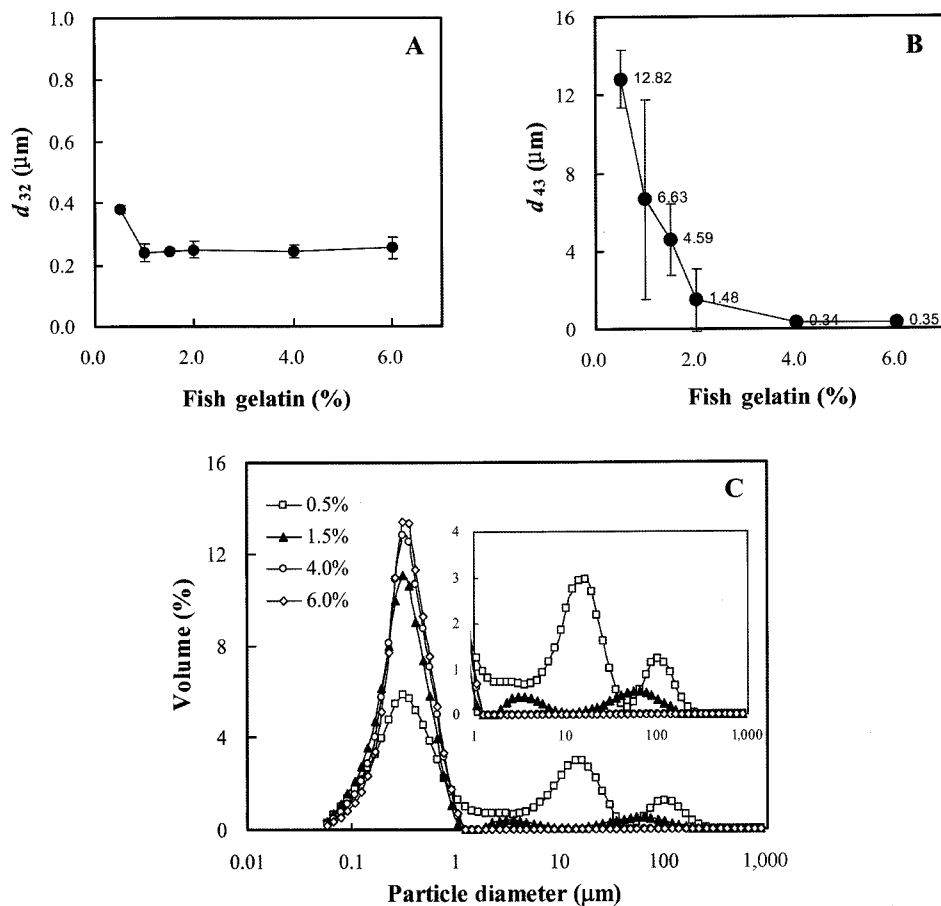 A
1.0
0.8
0.6
0.4
0.2
0.0
d32 (μm)
0.0 2.0 4.0 6.0
Fish gelatin (%)
B
16
12
8
4
0
d43 (μm)
12.82
6.63
4.59
1.48
0.34
0.35
0.0 2.0 4.0 6.0
Fish gelatin (%)
C
16
12
8
4
0
Volume (%)
0.5%
1.5%
4.0%
6.0%
4
3
2
1
0
1 10 100 1,000
0.01 0.1 1 10 100 1,000
Particle diameter (μm)